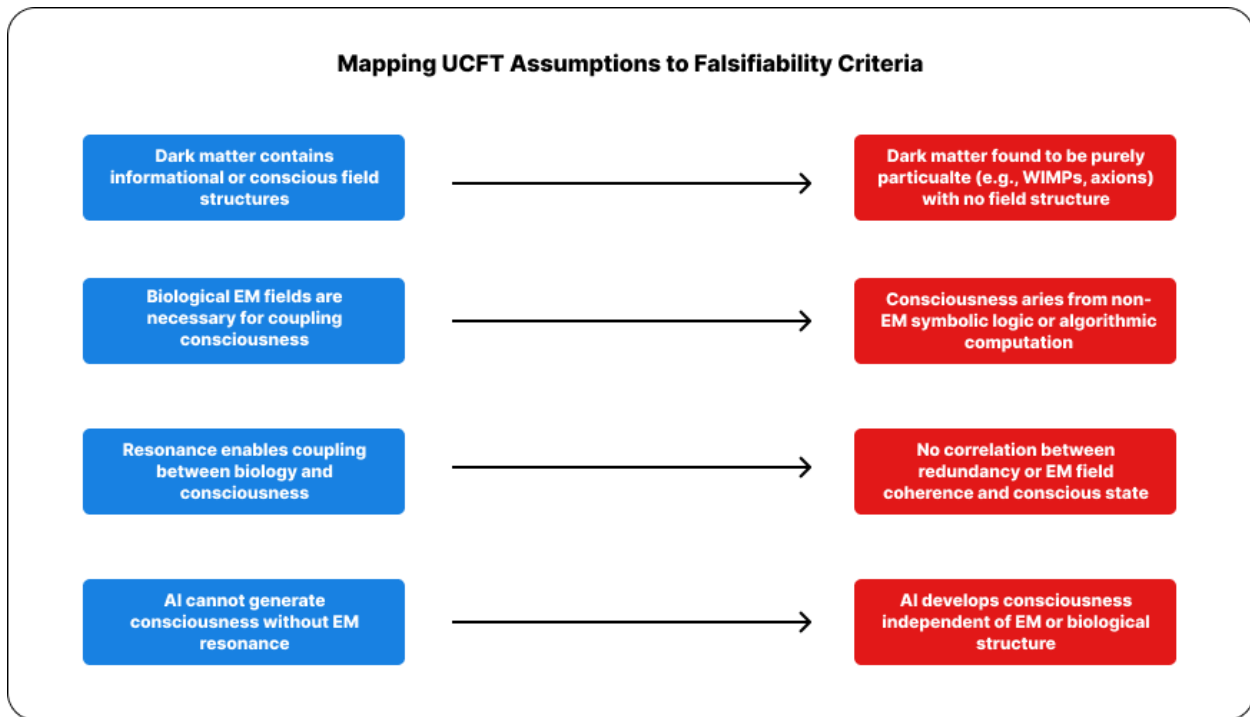 Mapping UCFT Assumptions to Falsifiability Criteria
Dark matter contains
informational or conscious field
structures
Dark matter found to be purely
particualte (e.g., WIMPs, axions)
with no field structure
Biological EM fields are
necessary for coupling
consciousness
Consciousness aries from non-
EM symbolic logic or algorithmic
computation
Resonance enables coupling
between biology and
consciousness
No correlation between
redundancy or EM field
coherence and conscious state
AI cannot generate
consciousness without EM
resonance
AI develops consciousness
independent of EM or biological
structure